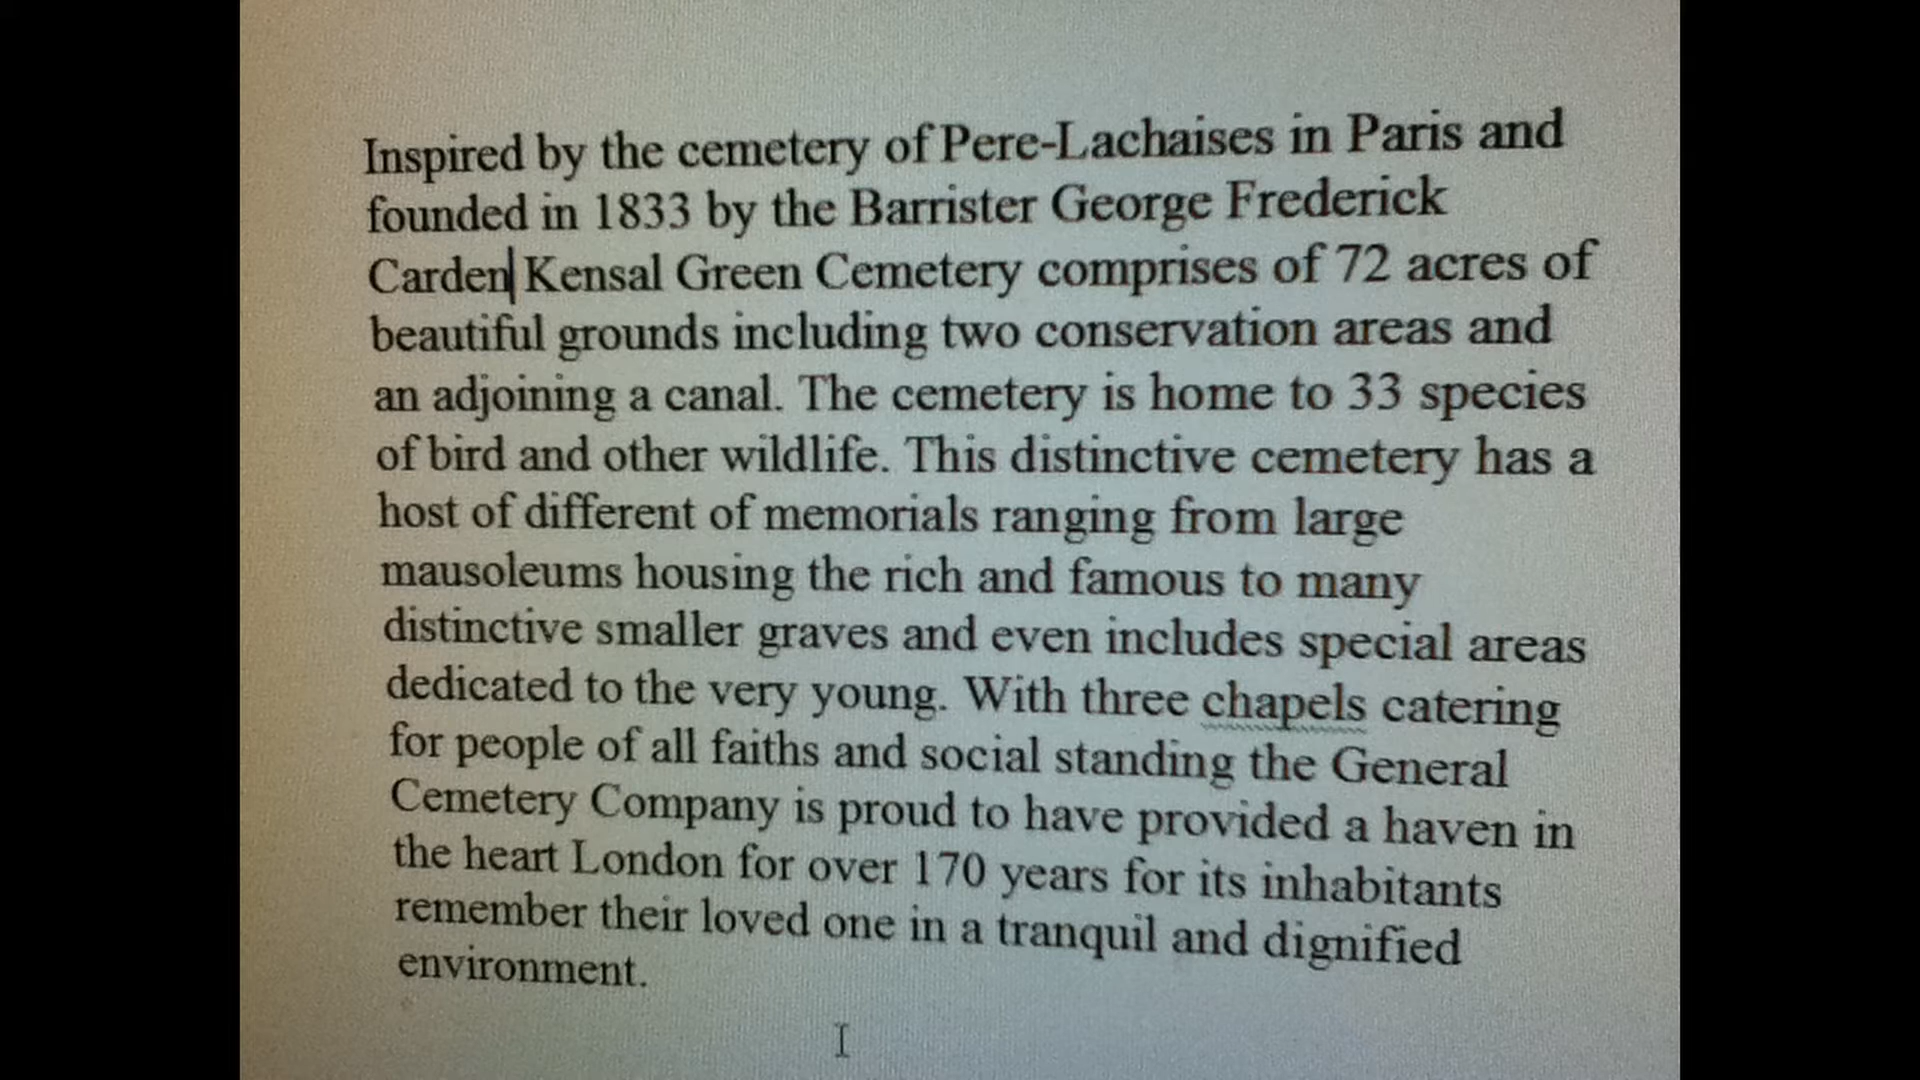 Inspired by the cemetery of Pere-Lachaises in Paris and
founded in 1833 by the Barrister George Frederick
Carden Kensal Green Cemetery comprises of 72 acres of
beautiful grounds including two conservation areas and
an adjoining a canal. The cemetery is home to 33 species
of bird and other wildlife. This distinctive cemetery has a
host of different of memorials ranging from large
mausoleums housing the rich and famous to many
distinctive smaller graves and even includes special areas
dedicated to the very young. With three chapels catering
for people of all faiths and social standing the General
Cemetery Company is proud to have provided a haven in
the heart London for over 170 years for its inhabitants
remember their loved one in a tranquil and dignified
environment.